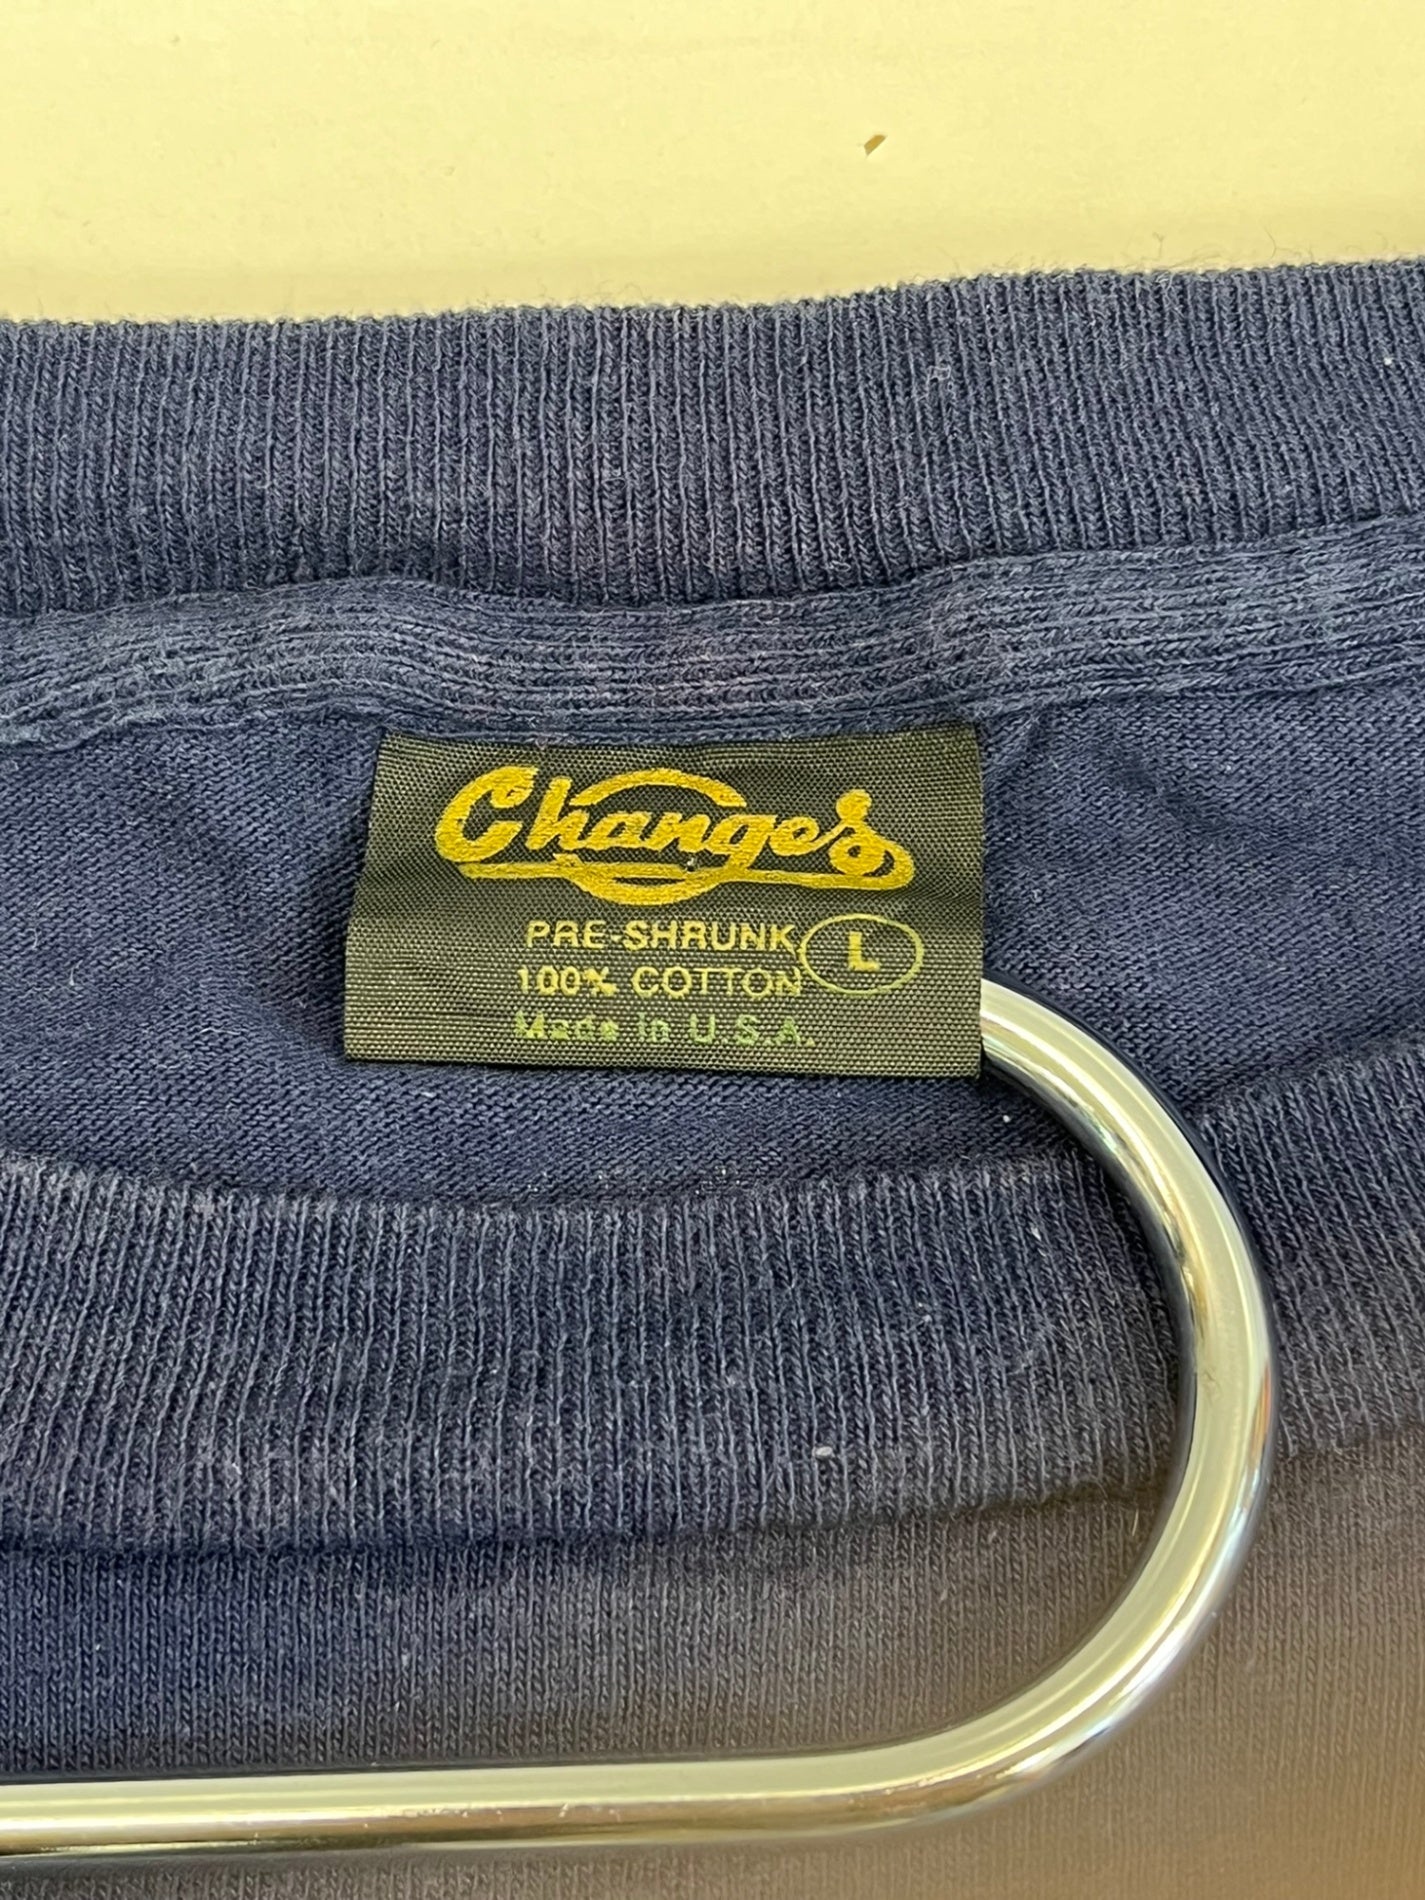 Changes
PRE-SHRUNK
100% COTTON
L
Made in U.S.A.